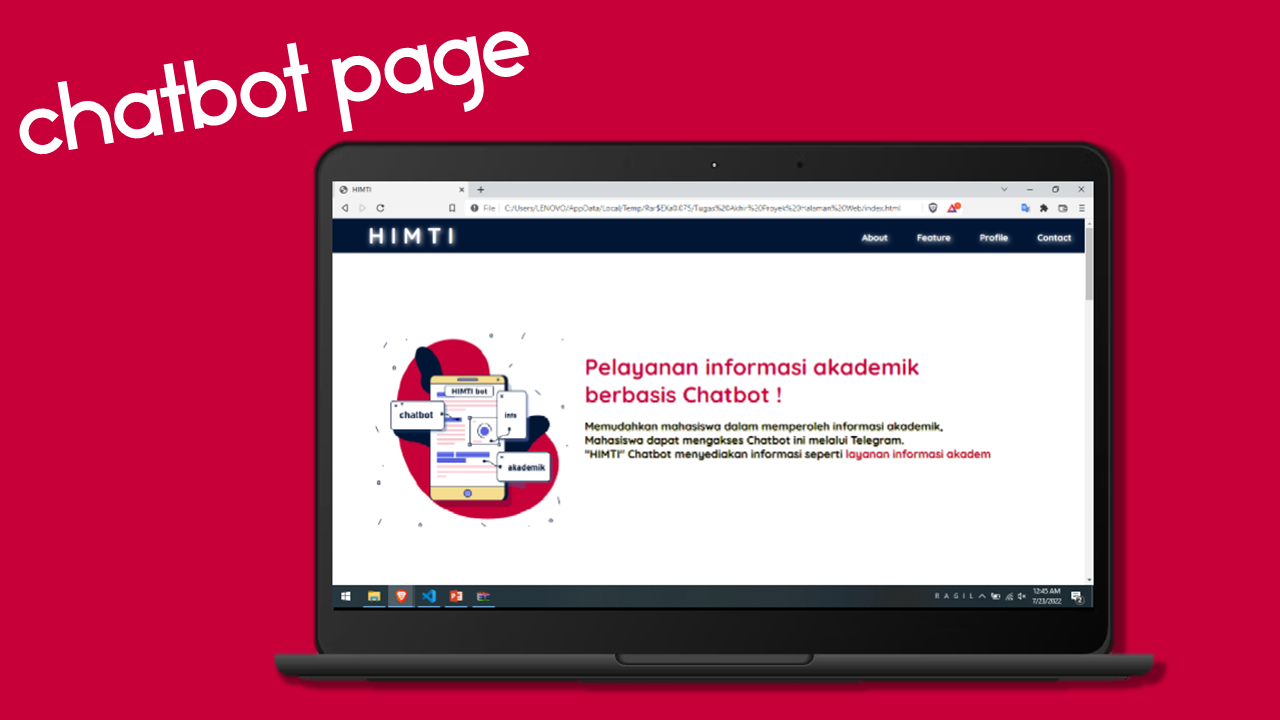 chatbot page
HIMTI
File C:/Users/LENOVO/AppData/Local/Temp/Rar$EXa0.075/Tugas%20Akhir%20Proyek%20Halaman%20Web/index.html
HIMTI
About Feature Profile Contact
HIMTI bot
chatbot
info
akademik
Pelayanan informasi akademik
berbasis Chatbot !
Memudahkan mahasiswa dalam memperoleh informasi akademik,
Mahasiswa dapat mengakses Chatbot ini melalui Telegram.
"HIMTI" Chatbot menyediakan informasi seperti layanan informasi akadem
R A G I L
12:45 AM
7/23/2022
2